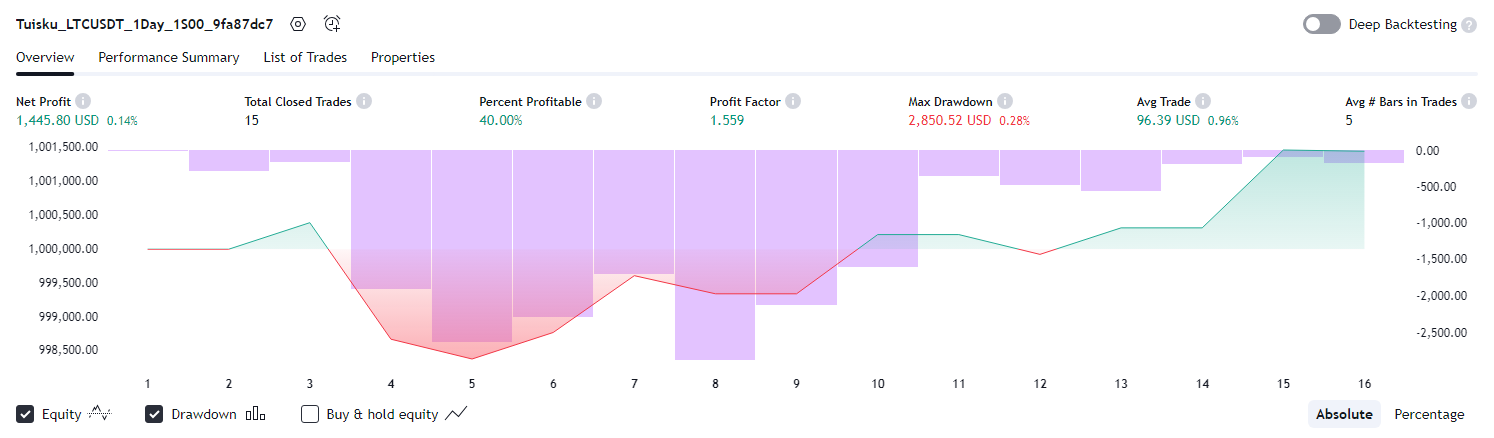 Tuisku_LTCUSDT_1Day_1S00_9fa87dc7
Deep Backtesting ?
Overview Performance Summary List of Trades Properties
Net Profit i Total Closed Trades i Percent Profitable i Profit Factor i Max Drawdown i Avg Trade i Avg # Bars in Trades i
1,445.80 USD 0.14% 15 40.00% 1.559 2,850.52 USD 0.28% 96.39 USD 0.96% 5
1,001,500.00 0.00
1,001,000.00 -500.00
1,000,500.00 -1,000.00
1,000,000.00 -1,500.00
999,500.00 -2,000.00
999,000.00 -2,500.00
998,500.00
1 2 3 4 5 6 7 8 9 10 11 12 13 14 15 16
Equity Drawdown Buy & hold equity Absolute Percentage